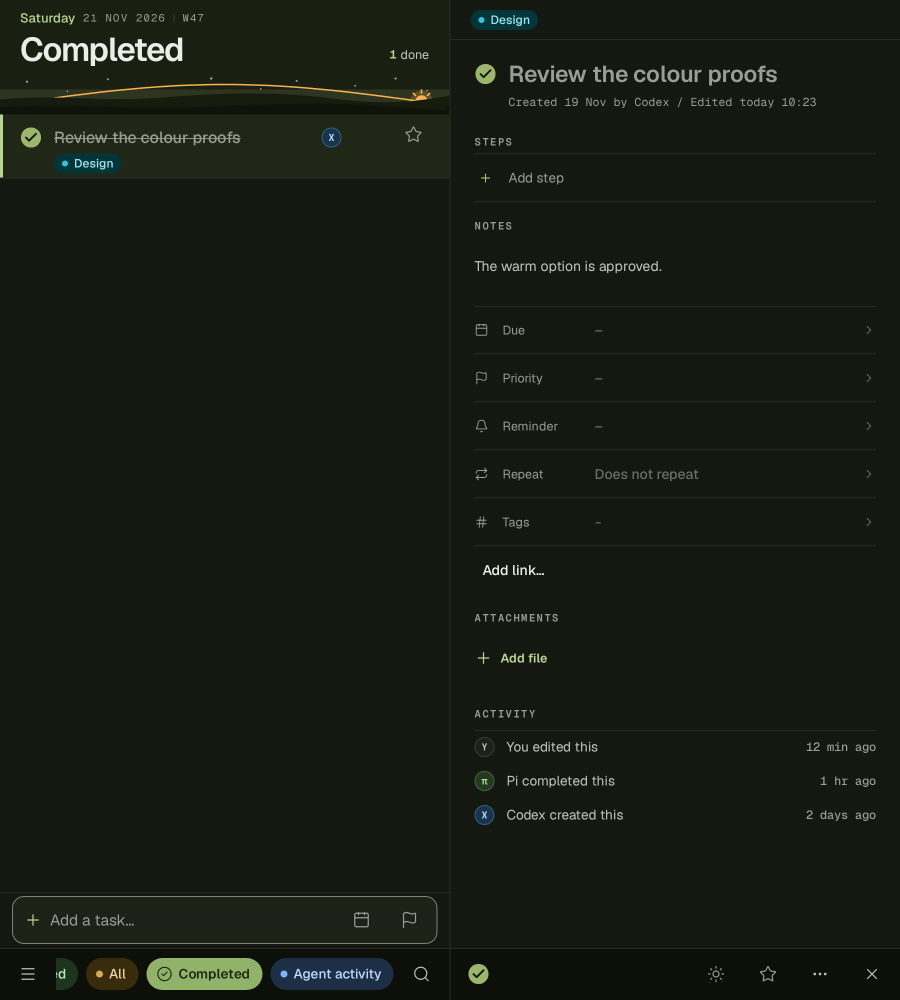 Saturday 21 NOV 2026 | W47
Completed
1 done
Review the colour proofs
X
Design
Add a task...
ed
All
Completed
Agent activity
Design
Review the colour proofs
Created 19 Nov by Codex / Edited today 10:23
STEPS
Add step
NOTES
The warm option is approved.
Due –
Priority –
Reminder –
Repeat Does not repeat
Tags -
Add link...
ATTACHMENTS
Add file
ACTIVITY
Y You edited this 12 min ago
π Pi completed this 1 hr ago
X Codex created this 2 days ago